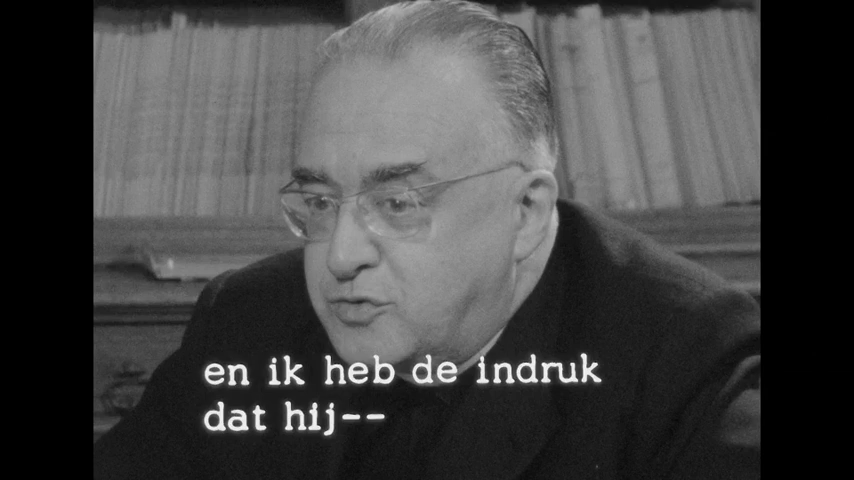 en ik heb de indruk
dat hij--